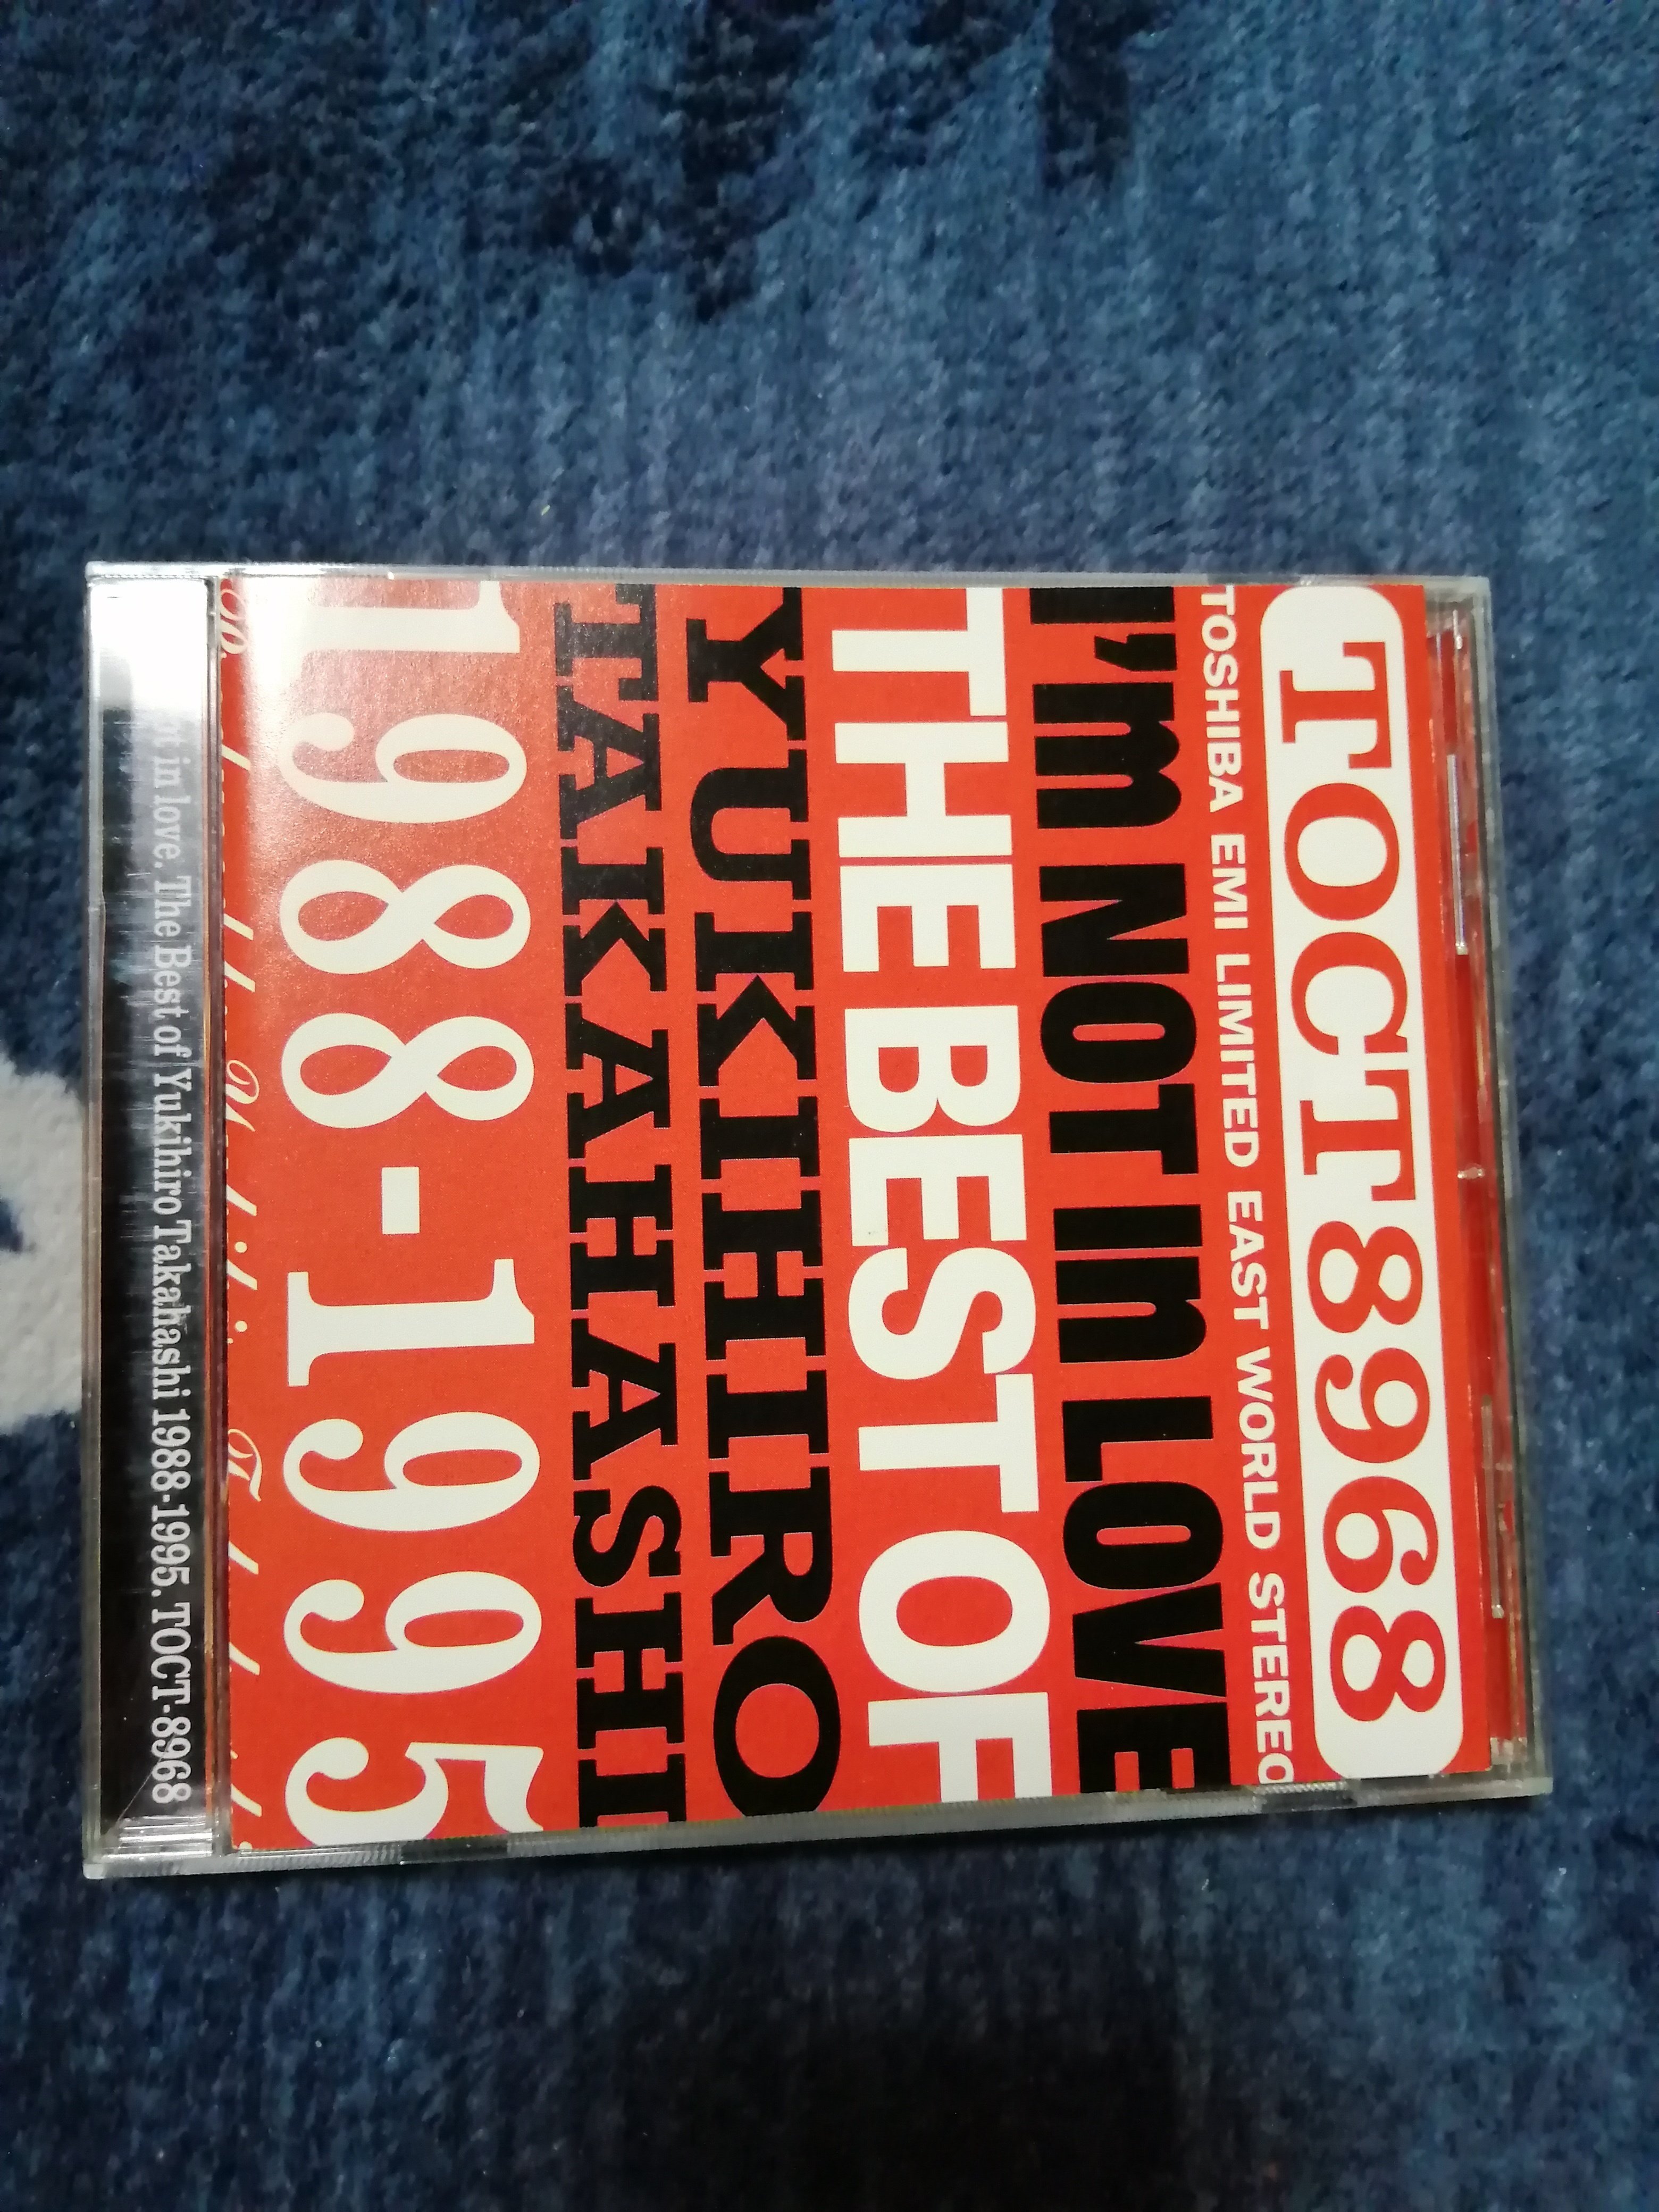 TOCT8968
TOSHIBA EMI LIMITED EAST WORLD STEREO
I'm NOT In LOVE
THE BEST OF
YUKIHIRO
TAKAHASHI
1988-1995
in love. The Best of Yukihiro Takahashi 1988-1995. TOCT-8968